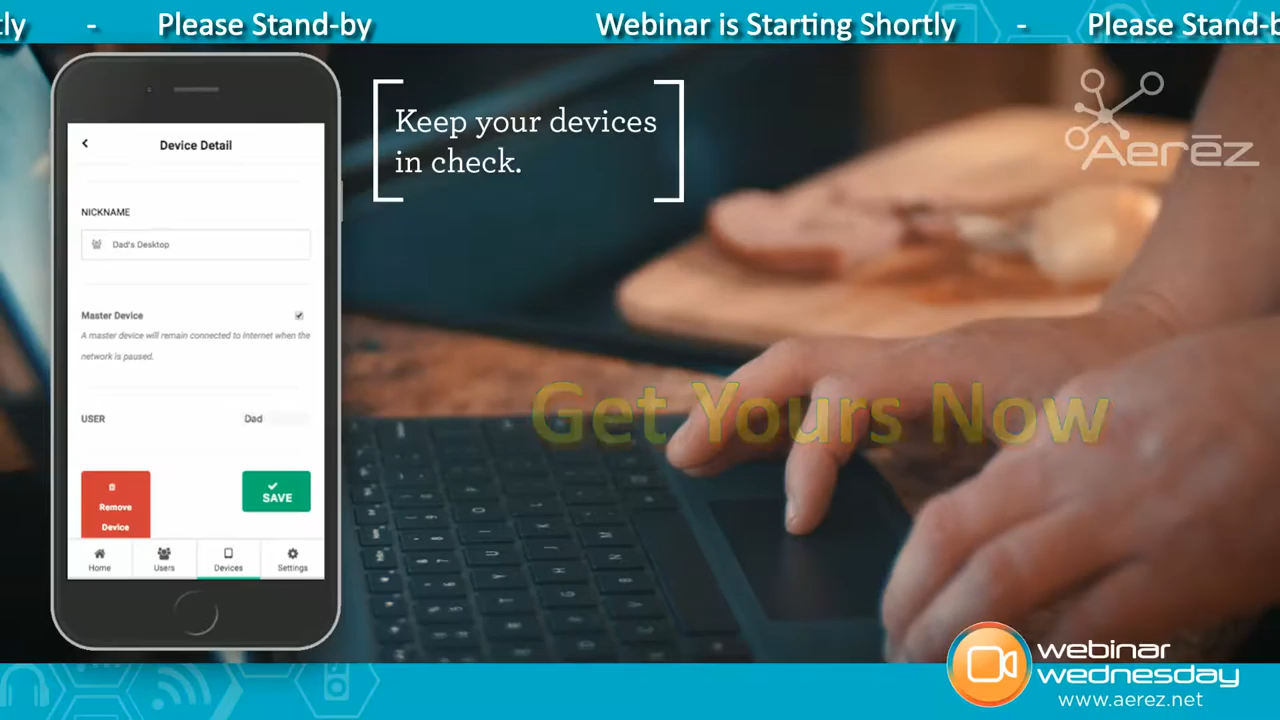 tly - Please Stand-by Webinar is Starting Shortly - Please Stand-b
Keep your devices
in check.
Aerēz
Device Detail
NICKNAME
Dad's Desktop
Master Device
A master device will remain connected to Internet when the
network is paused.
USER Dad
Remove
Device
SAVE
Home Users Devices Settings
Get Yours Now
webinar
wednesday
www.aerez.net